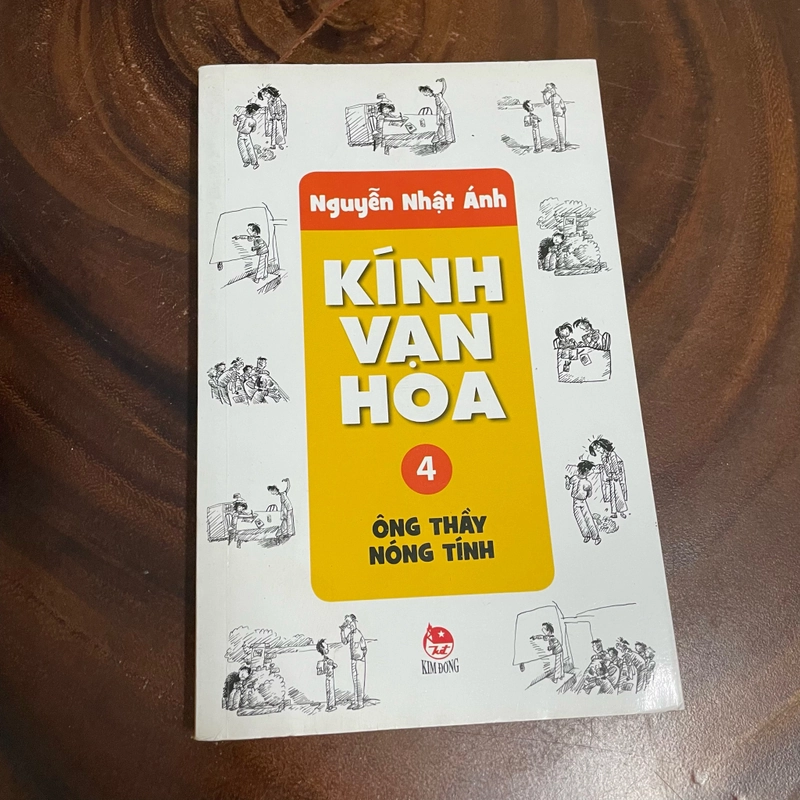 Nguyễn Nhật Ánh
KÍNH
VẠN
HOA
4
ÔNG THẦY
NÓNG TÍNH
KIM ĐỒNG